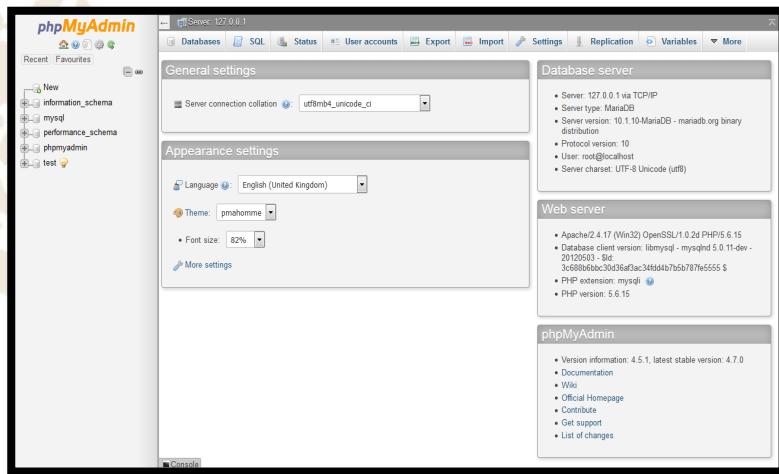 phpMyAdmin
Recent Favourites
New
information_schema
mysql
performance_schema
phpmyadmin
test
Server: 127.0.0.1
Databases SQL Status User accounts Export Import Settings Replication Variables More
General settings
Server connection collation : utf8mb4_unicode_ci
Appearance settings
Language : English (United Kingdom)
Theme: pmahomme
Font size: 82%
More settings
Database server
Server: 127.0.0.1 via TCP/IP
Server type: MariaDB
Server version: 10.1.10-MariaDB - mariadb.org binary
distribution
Protocol version: 10
User: root@localhost
Server charset: UTF-8 Unicode (utf8)
Web server
Apache/2.4.17 (Win32) OpenSSL/1.0.2d PHP/5.6.15
Database client version: libmysql - mysqlnd 5.0.11-dev -
20120503 - $Id:
3c688b6bbc30d36af3ac34fdd4b7b5b787fe5555 $
PHP extension: mysqli
PHP version: 5.6.15
phpMyAdmin
Version information: 4.5.1, latest stable version: 4.7.0
Documentation
Wiki
Official Homepage
Contribute
Get support
List of changes
Console